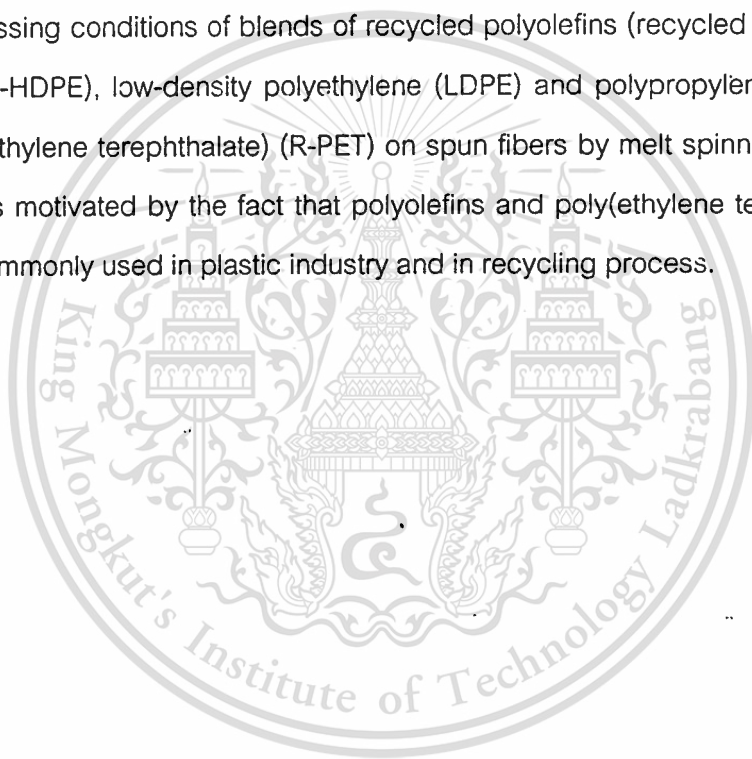 ssing conditions of blends of recycled polyolefins (recycled
-HDPE), low-density polyethylene (LDPE) and polypropylen
thylene terephthalate) (R-PET) on spun fibers by melt spinn
s motivated by the fact that polyolefins and poly(ethylene te
ommonly used in plastic industry and in recycling process.
King Mongkut's Institute of Technology Ladkrabang